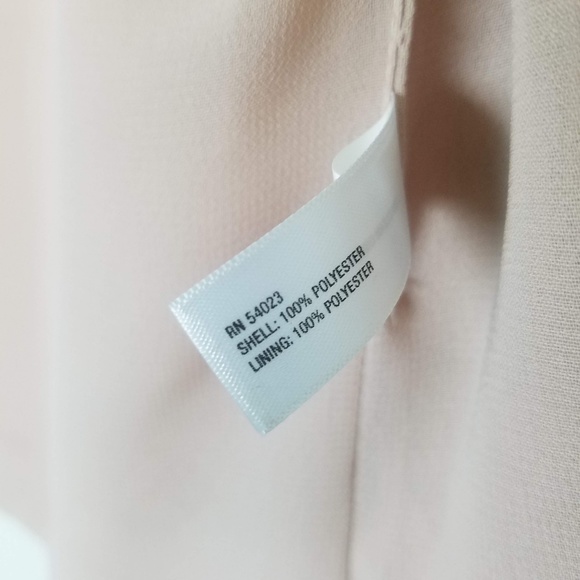 RN 54023
SHELL: 100% POLYESTER
LINING: 100% POLYESTER